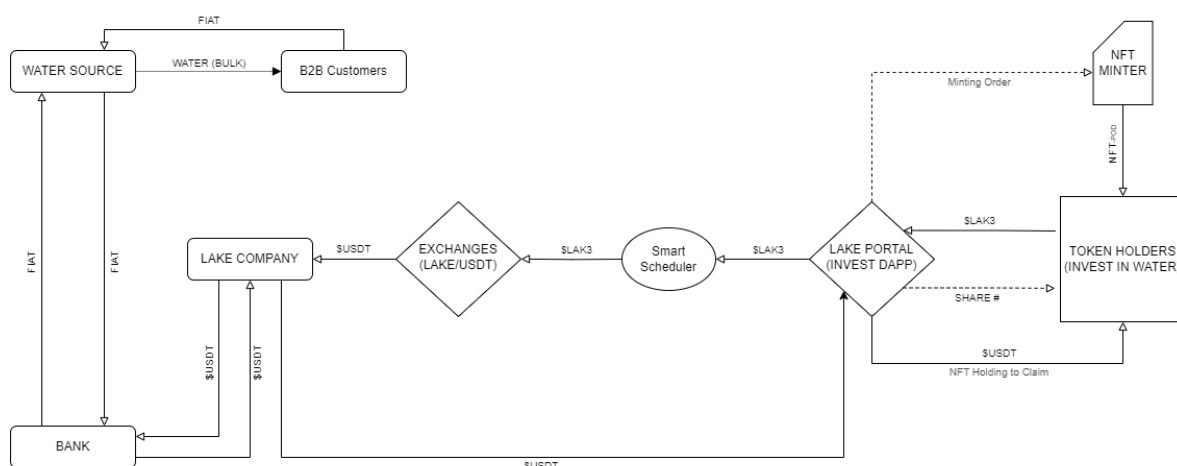 FIAT
WATER SOURCE
WATER (BULK)
B2B Customers
NFT
MINTER
Minting Order
NFT-POD
$LAK3
TOKEN HOLDERS
(INVEST IN WATER
LAKE PORTAL
(INVEST DAPP)
SHARE #
$USDT
NFT Holding to Claim
$LAK3
Smart
Scheduler
$LAK3
EXCHANGES
(LAKE/USDT)
$USDT
LAKE COMPANY
FIAT
FIAT
$USDT
$USDT
BANK
$USDT